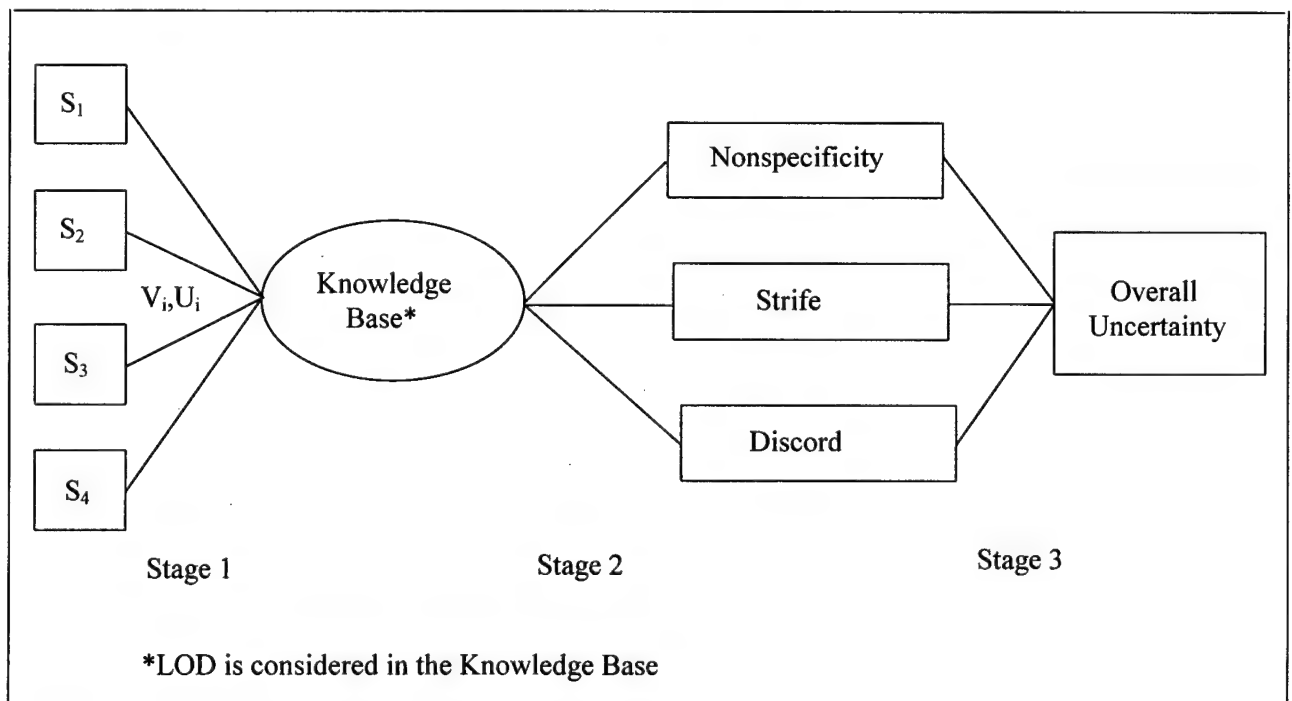 S₁
S₂
Vᵢ,Uᵢ
S₃
S₄
Knowledge
Base*
Nonspecificity
Strife
Discord
Overall
Uncertainty
Stage 1
Stage 2
Stage 3
*LOD is considered in the Knowledge Base